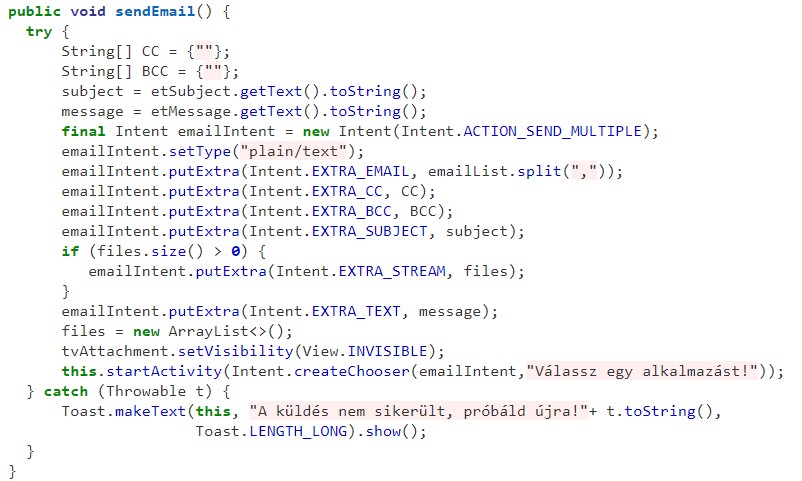 public void sendEmail() {
  try {
      String[] CC = {""};
      String[] BCC = {""};
      subject = etSubject.getText().toString();
      message = etMessage.getText().toString();
      final Intent emailIntent = new Intent(Intent.ACTION_SEND_MULTIPLE);
      emailIntent.setType("plain/text");
      emailIntent.putExtra(Intent.EXTRA_EMAIL, emailList.split(","));
      emailIntent.putExtra(Intent.EXTRA_CC, CC);
      emailIntent.putExtra(Intent.EXTRA_BCC, BCC);
      emailIntent.putExtra(Intent.EXTRA_SUBJECT, subject);
      if (files.size() > 0) {
         emailIntent.putExtra(Intent.EXTRA_STREAM, files);
      }
      emailIntent.putExtra(Intent.EXTRA_TEXT, message);
      files = new ArrayList<>();
      tvAttachment.setVisibility(View.INVISIBLE);
      this.startActivity(Intent.createChooser(emailIntent,"Válassz egy alkalmazást!"));
  } catch (Throwable t) {
      Toast.makeText(this, "A küldés nem sikerült, próbáld újra!"+ t.toString(),
                     Toast.LENGTH_LONG).show();
  }
}